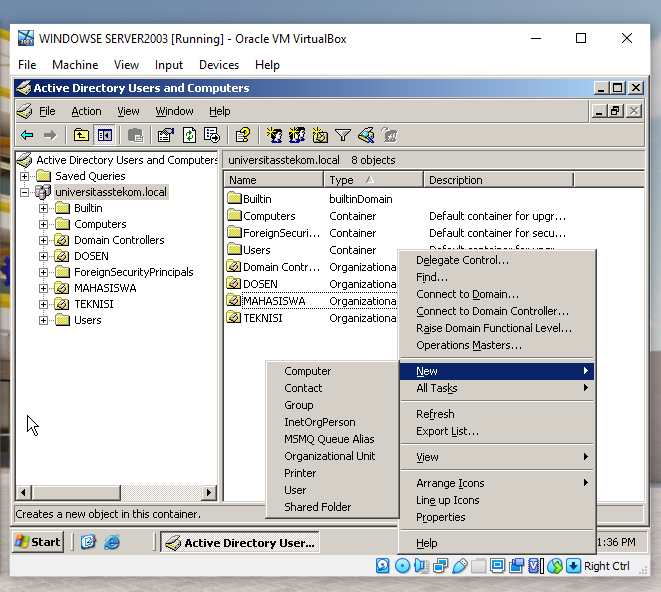 WINDOWSE SERVER2003 [Running] - Oracle VM VirtualBox
File Machine View Input Devices Help
Active Directory Users and Computers
File Action View Window Help
Active Directory Users and Computers
Saved Queries
universitasstekom.local
Builtin
Computers
Domain Controllers
DOSEN
ForeignSecurityPrincipals
MAHASISWA
TEKNISI
Users
universitasstekom.local 8 objects
Name Type Description
Builtin builtinDomain
Computers Container Default container for upgr...
ForeignSecuri... Container Default container for secu...
Users Container Default container for upgr...
Domain Contr... Organizationa
DOSEN Organizationa
MAHASISWA Organizationa
TEKNISI Organizationa
Delegate Control...
Find...
Connect to Domain...
Connect to Domain Controller...
Raise Domain Functional Level...
Operations Masters...
New
All Tasks
Refresh
Export List...
View
Arrange Icons
Line up Icons
Properties
Help
Computer
Contact
Group
InetOrgPerson
MSMQ Queue Alias
Organizational Unit
Printer
User
Shared Folder
Creates a new object in this container.
Start
Active Directory User...
1:36 PM
Right Ctrl